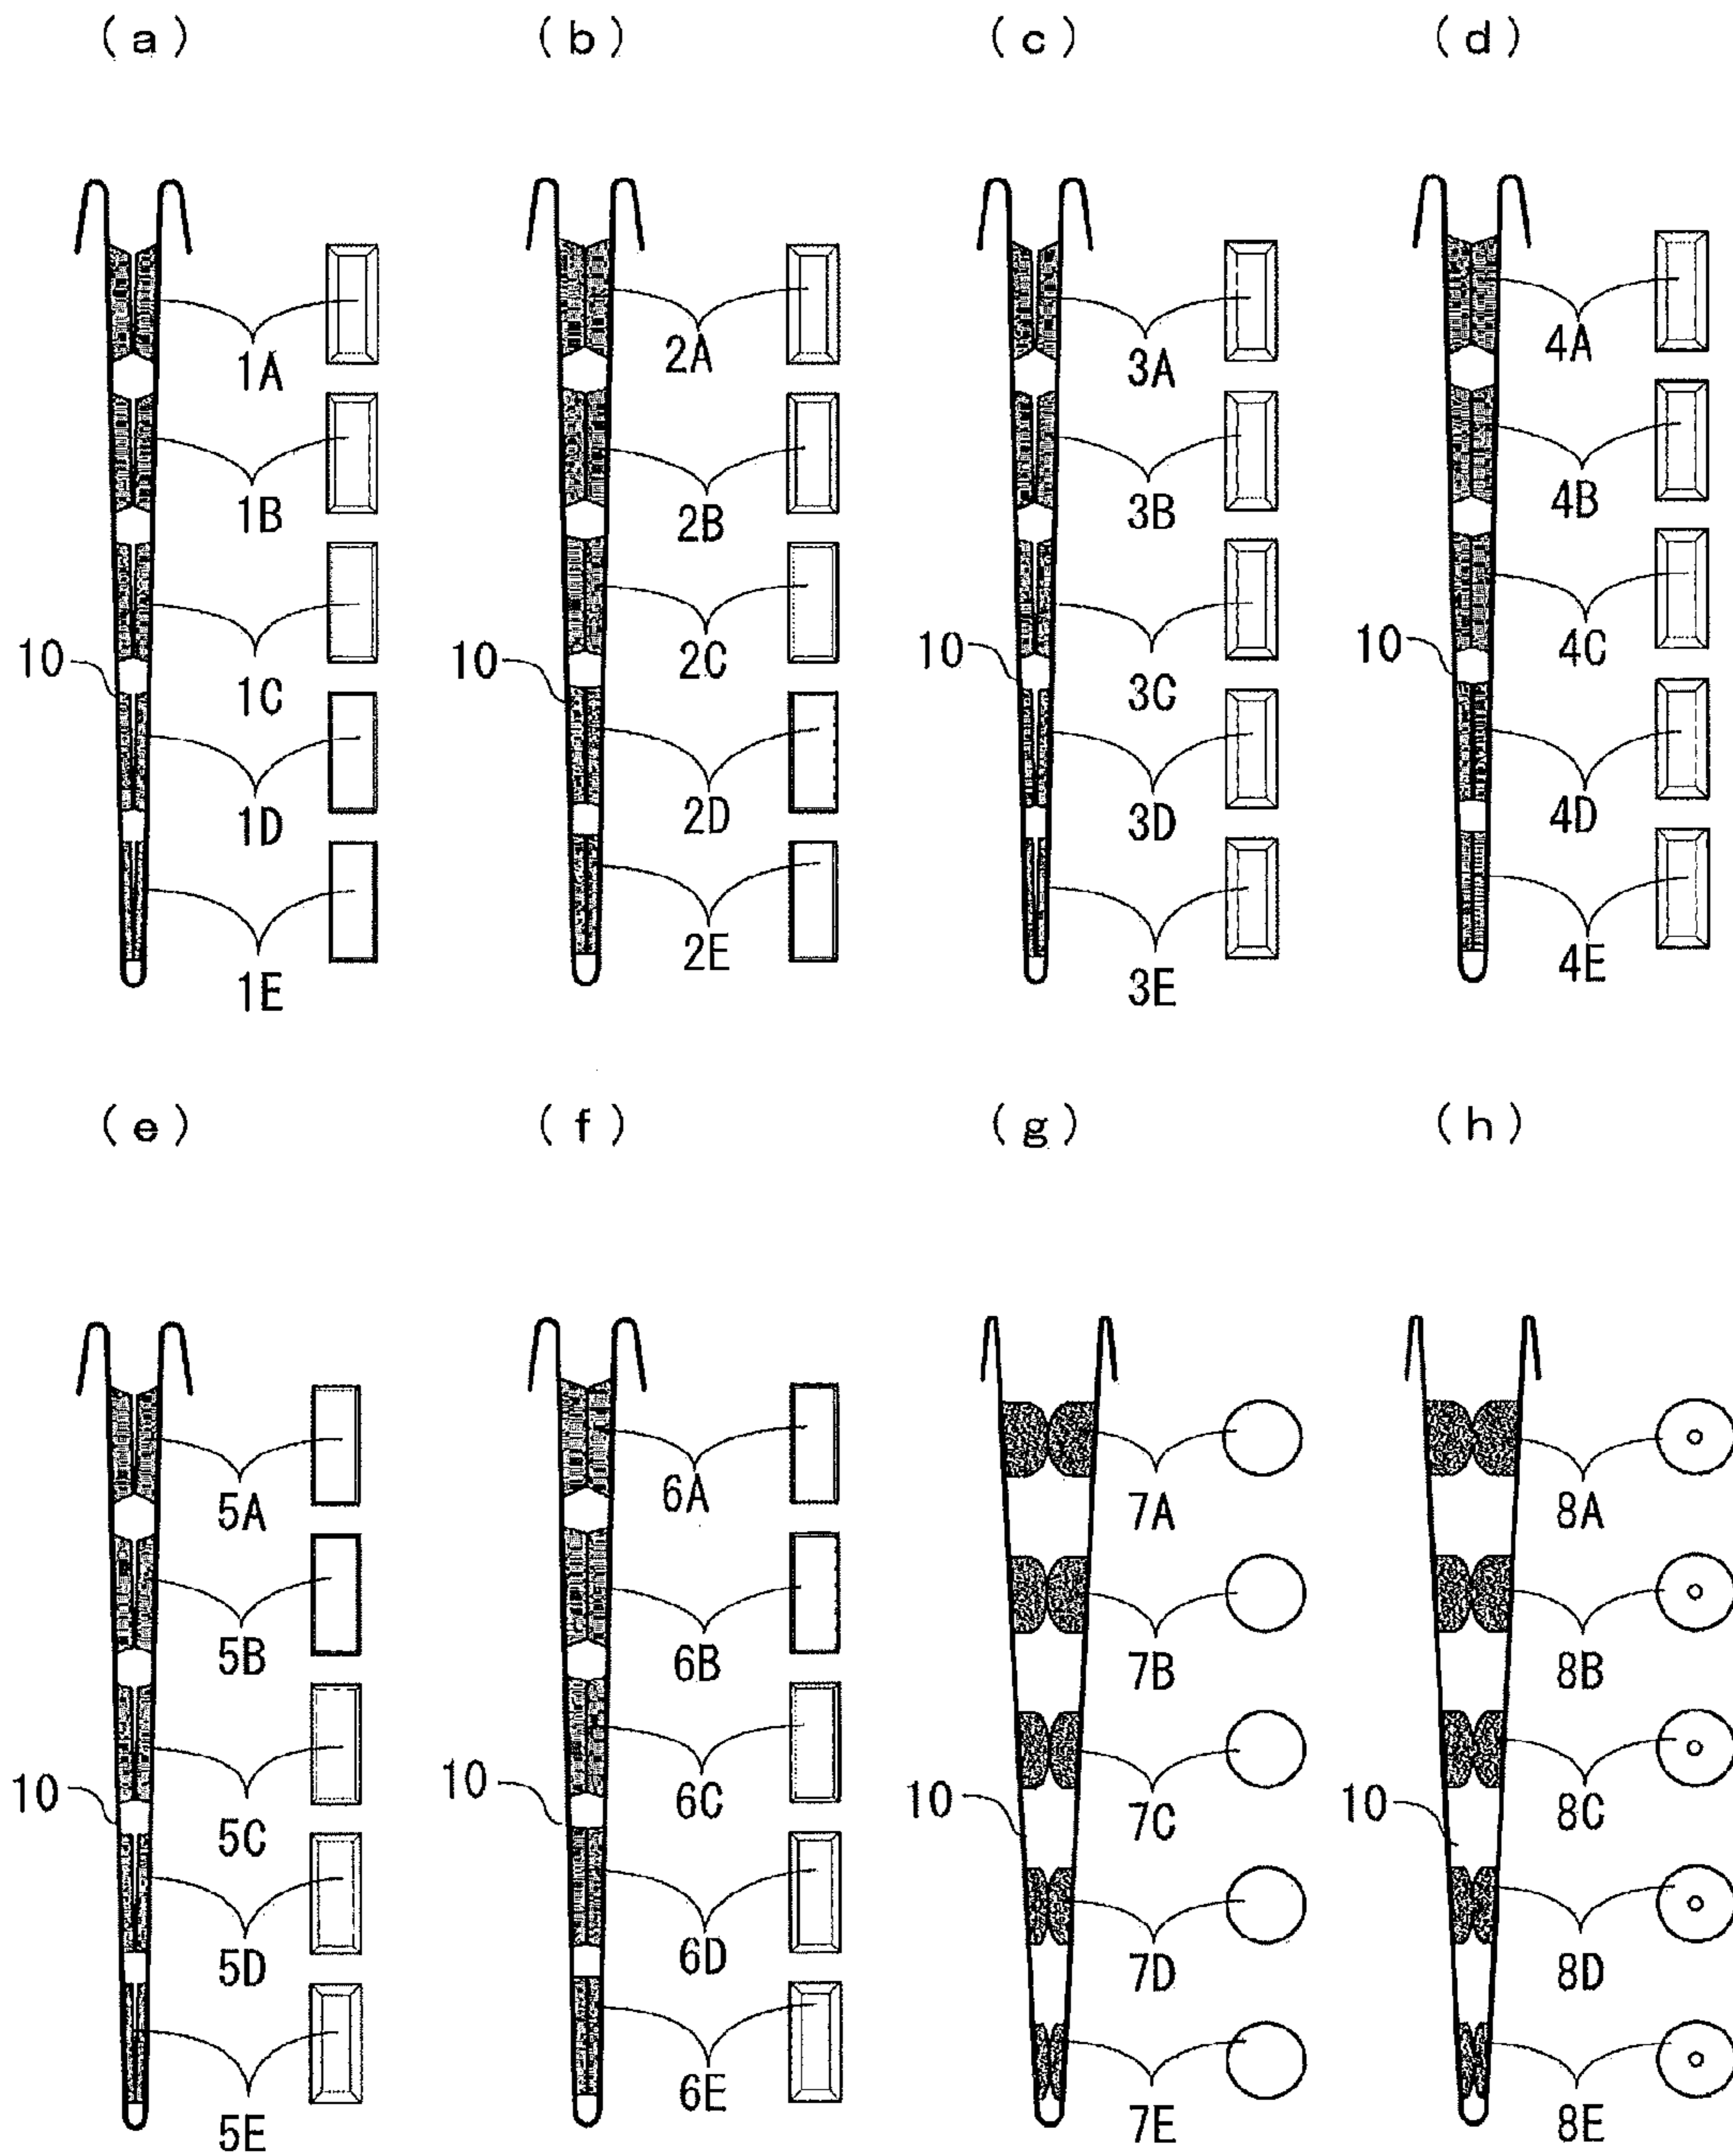 (a) (b) (c) (d)
1A 2A 3A 4A
1B 2B 3B 4B
1C 2C 3C 4C
10 10 10 10
1D 2D 3D 4D
1E 2E 3E 4E
(e) (f) (g) (h)
5A 6A 7A 8A
5B 6B 7B 8B
5C 6C 7C 8C
10 10 10 10
5D 6D 7D 8D
5E 6E 7E 8E